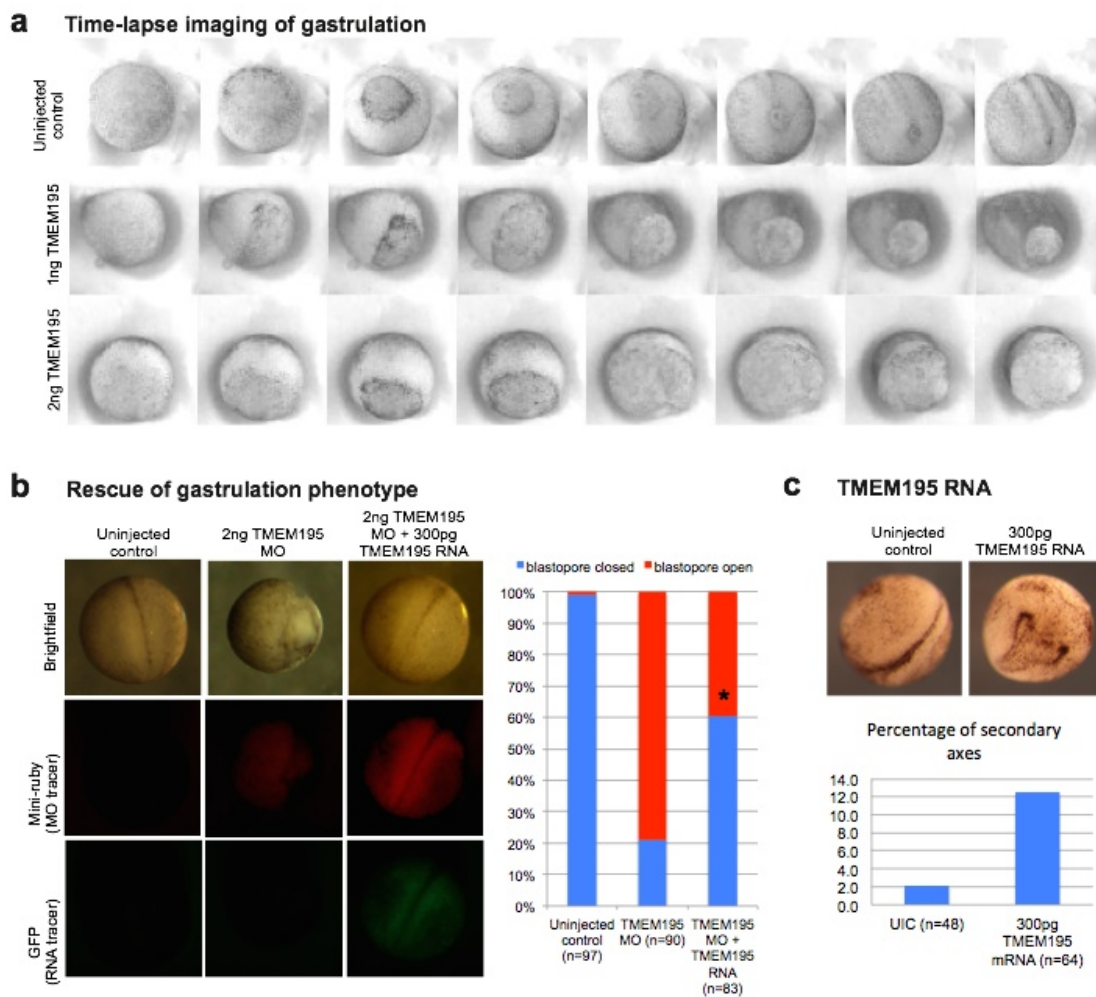 a Time-lapse imaging of gastrulation
Uninjected
control
1ng TMEM195
2ng TMEM195
b Rescue of gastrulation phenotype
Uninjected
control
2ng TMEM195
MO
2ng TMEM195
MO + 300pg
TMEM195 RNA
Brightfield
Mini-ruby
(MO tracer)
GFP
(RNA tracer)
blastopore closed blastopore open
100%
90%
80%
70%
60%
50%
40%
30%
20%
10%
0%
*
Uninjected
control
(n=97)
TMEM195
MO (n=90)
TMEM195
MO +
TMEM195
RNA
(n=83)
c TMEM195 RNA
Uninjected
control
300pg
TMEM195 RNA
Percentage of secondary
axes
14.0
12.0
10.0
8.0
6.0
4.0
2.0
0.0
UIC (n=48)
300pg
TMEM195
mRNA (n=64)